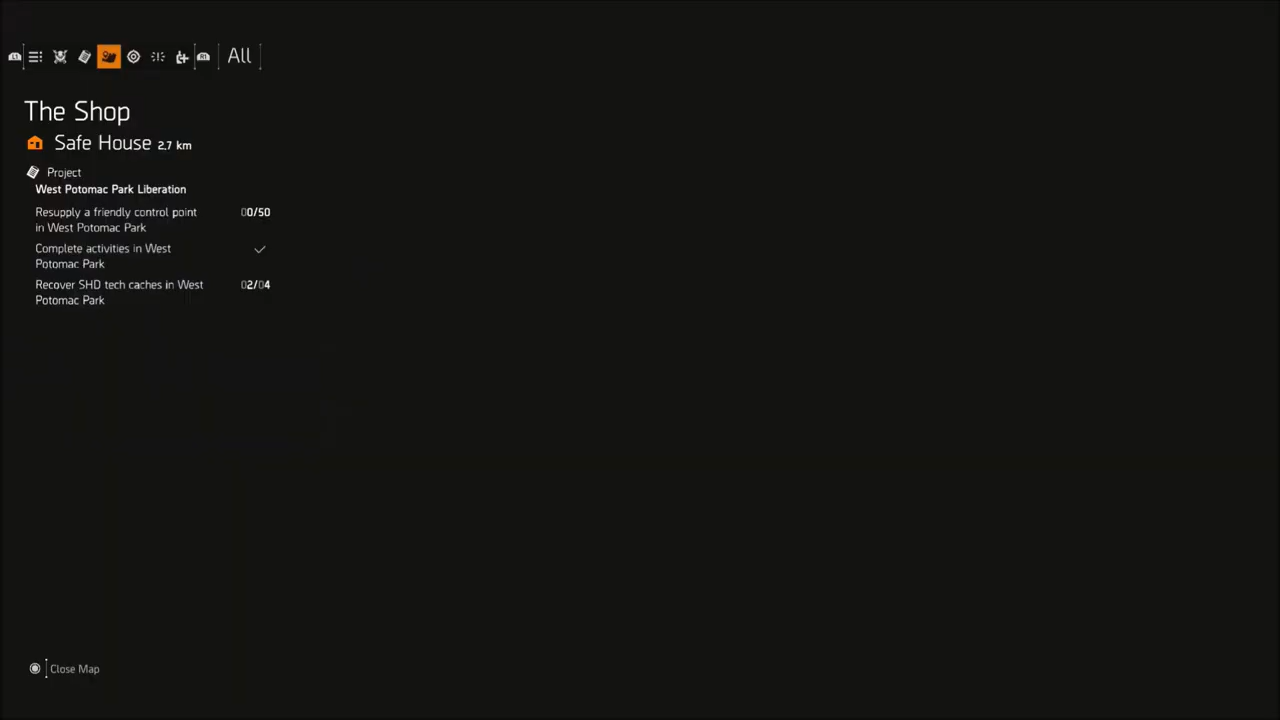 All
The Shop
Safe House 2,7 km
Project
West Potomac Park Liberation
Resupply a friendly control point 00/50
in West Potomac Park
Complete activities in West
Potomac Park
Recover SHD tech caches in West 02/04
Potomac Park
Close Map